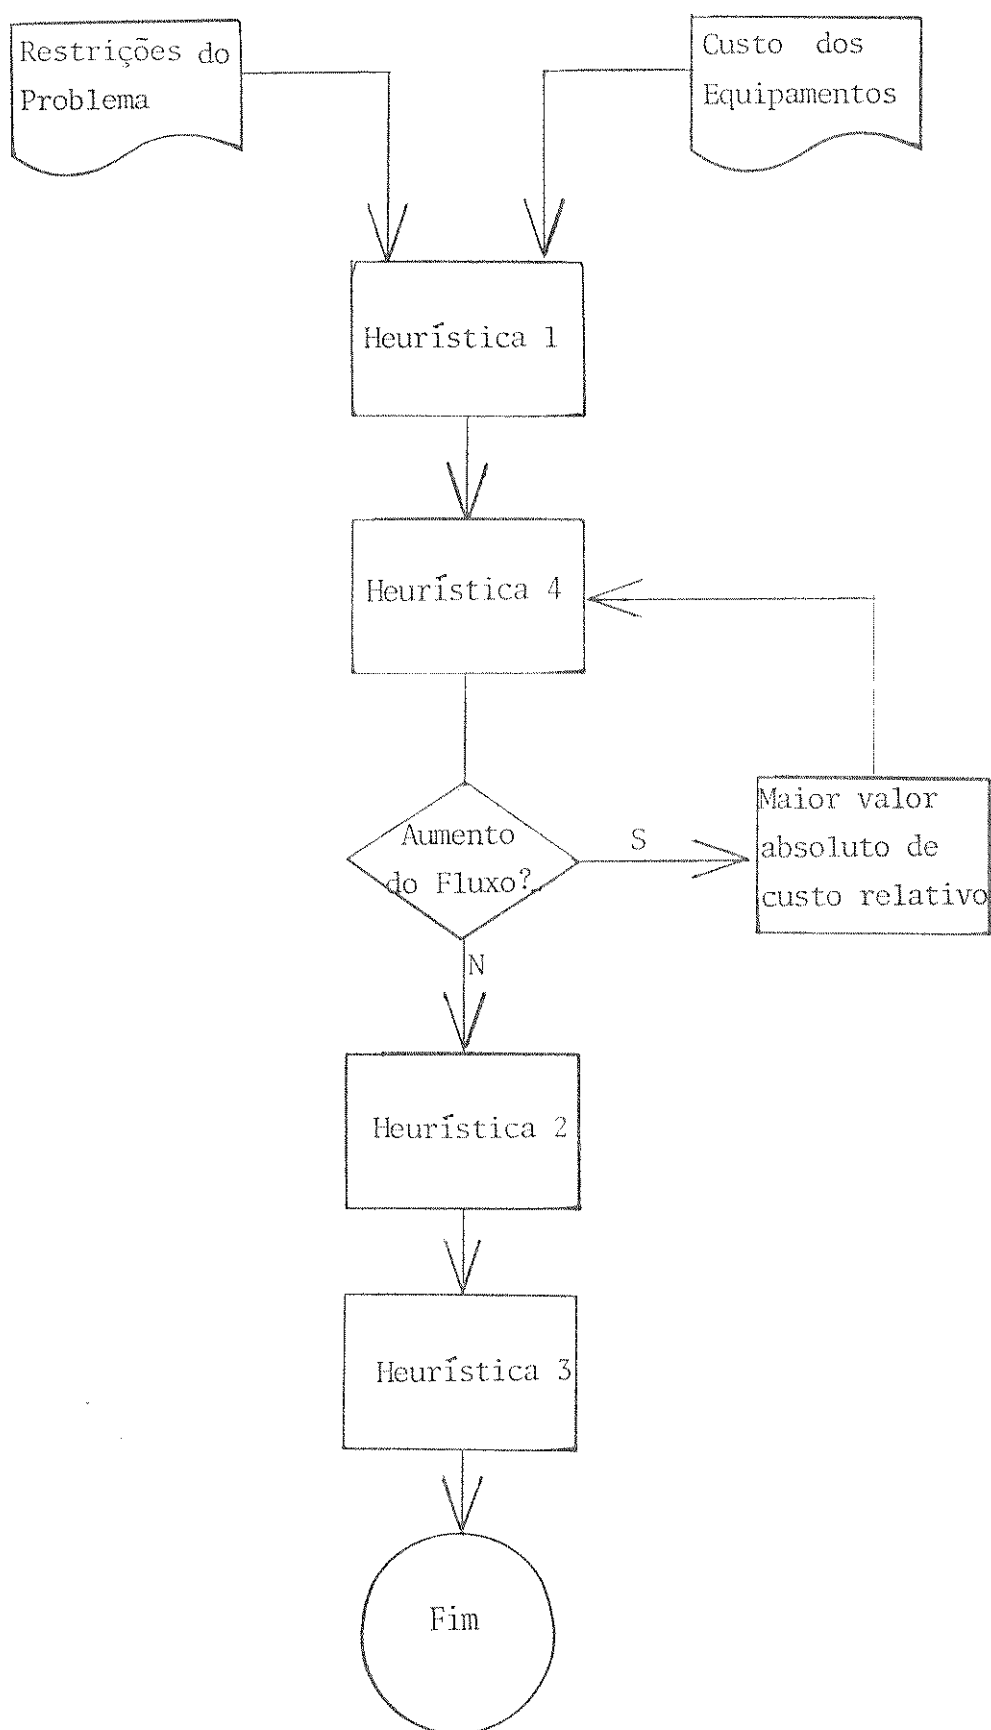 Restrições do
Problema
Custo dos
Equipamentos
Heurística 1
Heurística 4
Aumento
do Fluxo?
S
Maior valor
absoluto de
custo relativo
N
Heurística 2
Heurística 3
Fim